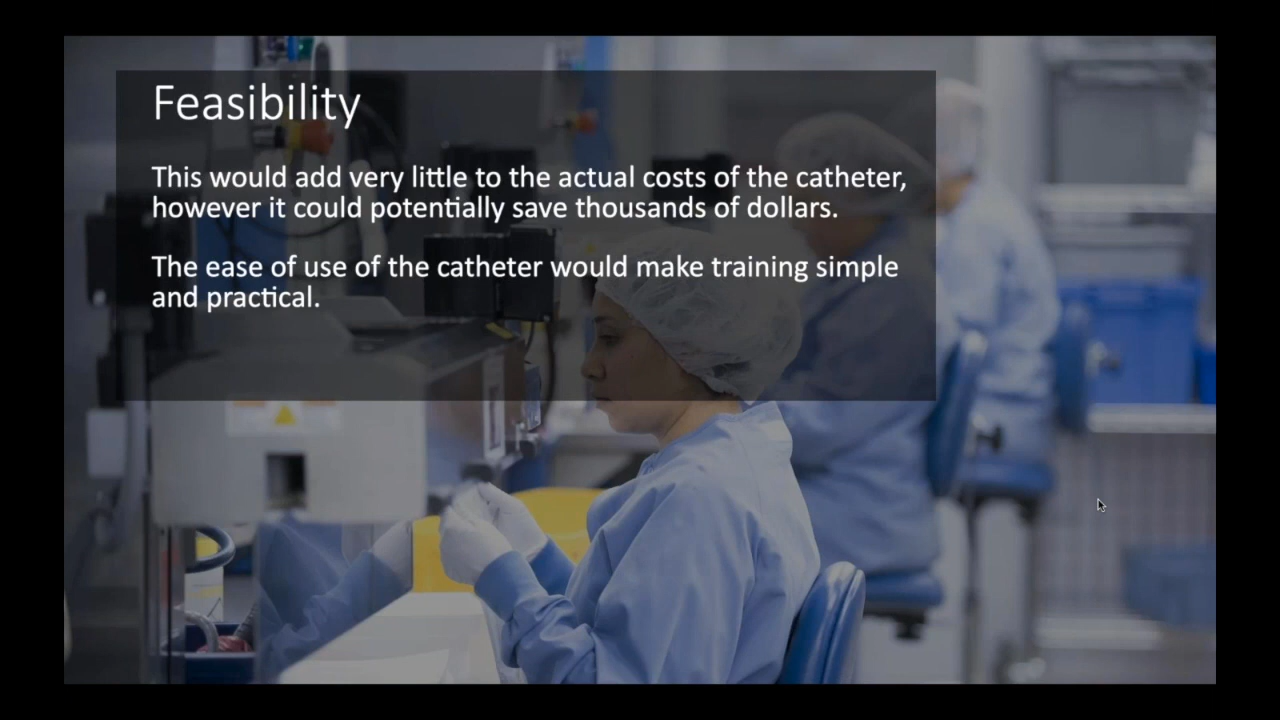 Feasibility
This would add very little to the actual costs of the catheter,
however it could potentially save thousands of dollars.
The ease of use of the catheter would make training simple
and practical.